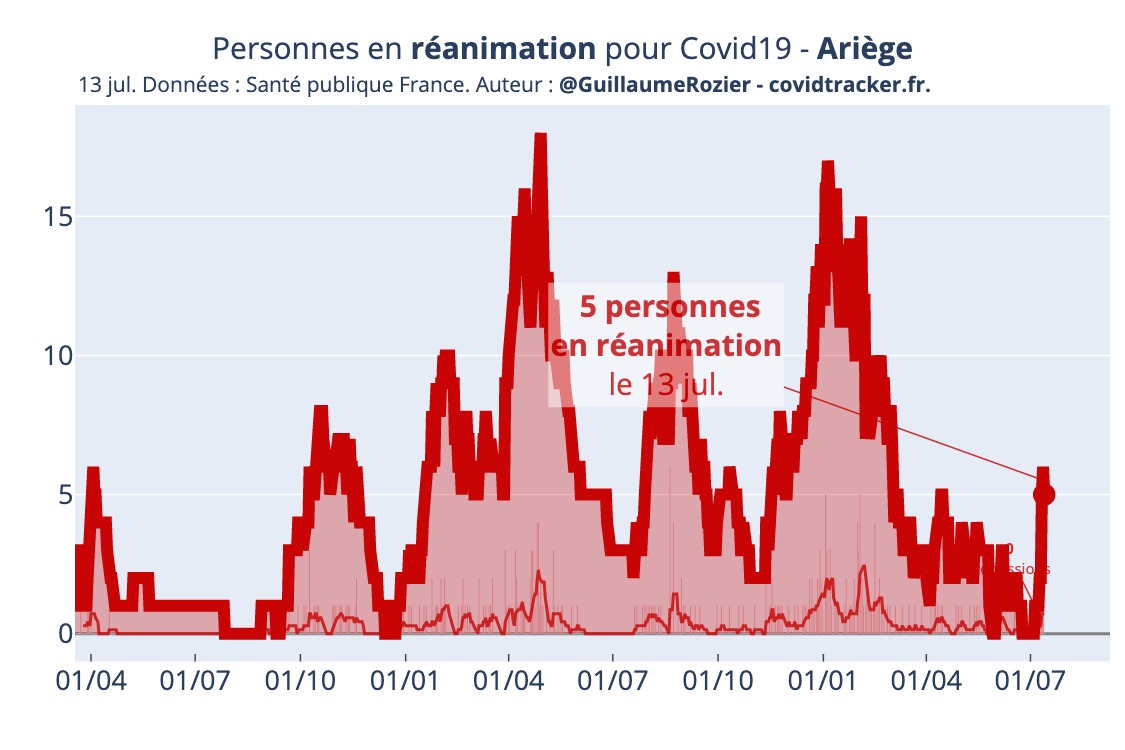 Personnes en réanimation pour Covid19 - Ariège
13 jul. Données : Santé publique France. Auteur : @GuillaumeRozier - covidtracker.fr.
15
10
5
0
5 personnes
en réanimation
le 13 jul.
0
01/04 01/07 01/10 01/01 01/04 01/07 01/10 01/01 01/04 01/07